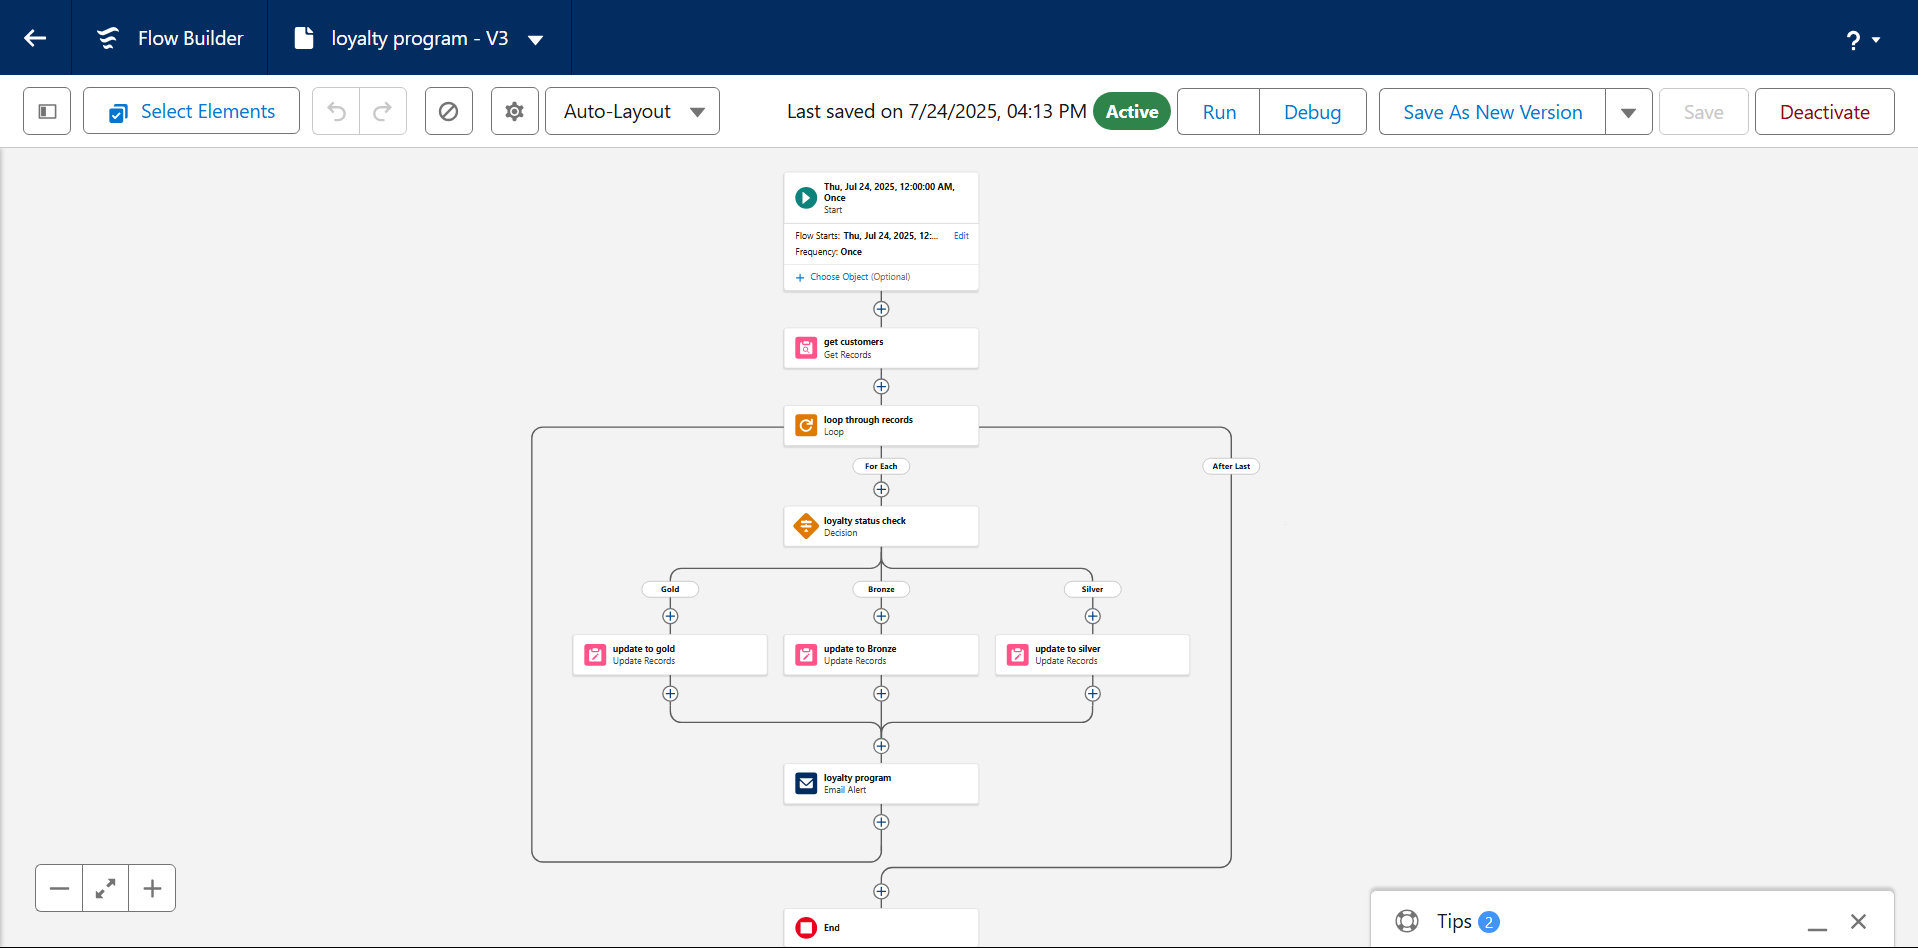 Flow Builder
loyalty program - V3
?
Select Elements
Auto-Layout
Last saved on 7/24/2025, 04:13 PM
Active
Run
Debug
Save As New Version
Save
Deactivate
Thu, Jul 24, 2025, 12:00:00 AM,
Once
Start
Flow Starts: Thu, Jul 24, 2025, 12:... Edit
Frequency: Once
+ Choose Object (Optional)
get customers
Get Records
loop through records
Loop
For Each
After Last
loyalty status check
Decision
Gold
Bronze
Silver
update to gold
Update Records
update to Bronze
Update Records
update to silver
Update Records
loyalty program
Email Alert
End
Tips 2